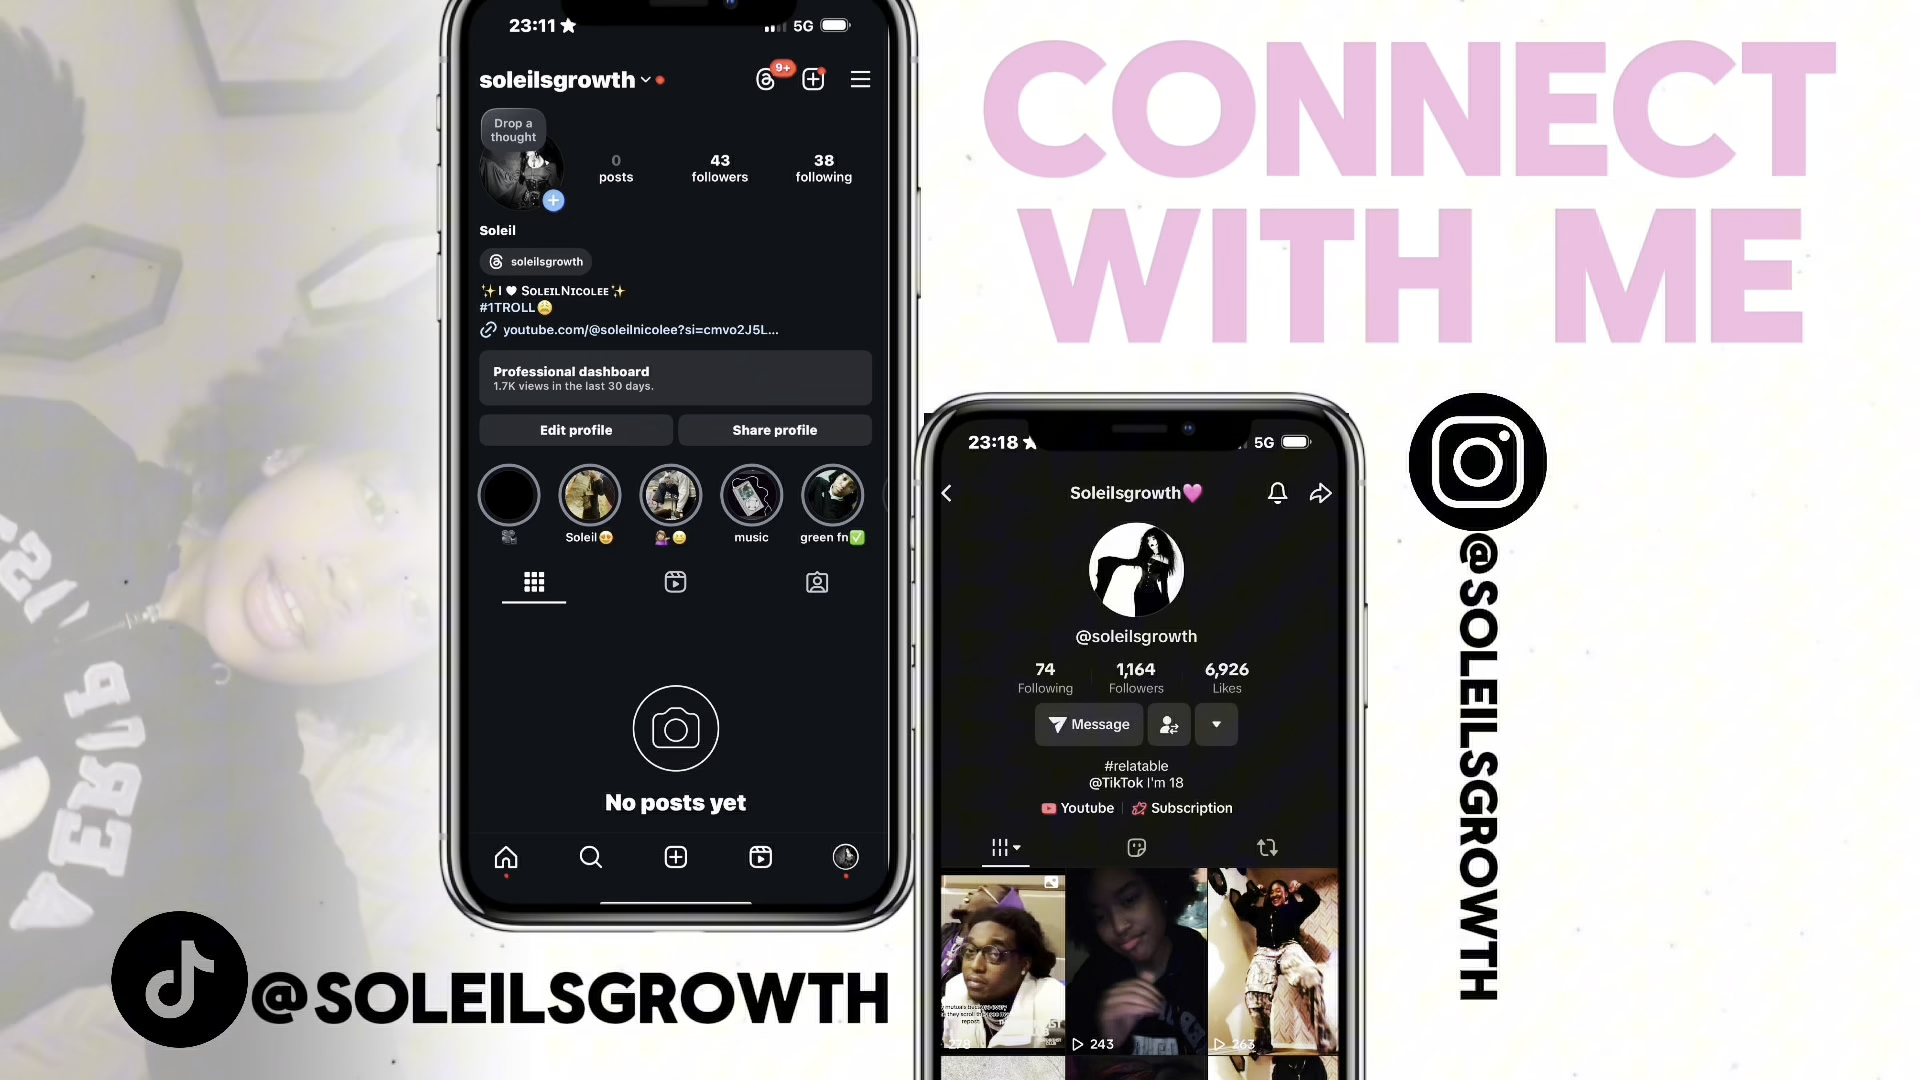 23:11
5G
soleilsgrowth
9+
Drop a
thought
0
posts
43
followers
38
following
Soleil
soleilsgrowth
✨I 🖤 SOLEILNICOLEE✨
#1TROLL😩
youtube.com/@soleilnicolee?si=cmvo2J5L...
Professional dashboard
1.7K views in the last 30 days.
Edit profile
Share profile
Soleil😍
music
green fn✅
No posts yet
CONNECT
WITH ME
23:18
5G
Soleilsgrowth🩷
@soleilsgrowth
74
Following
1,164
Followers
6,926
Likes
Message
#relatable
@TikTok I'm 18
Youtube
Subscription
278
243
263
@SOLEILSGROWTH
@SOLEILSGROWTH